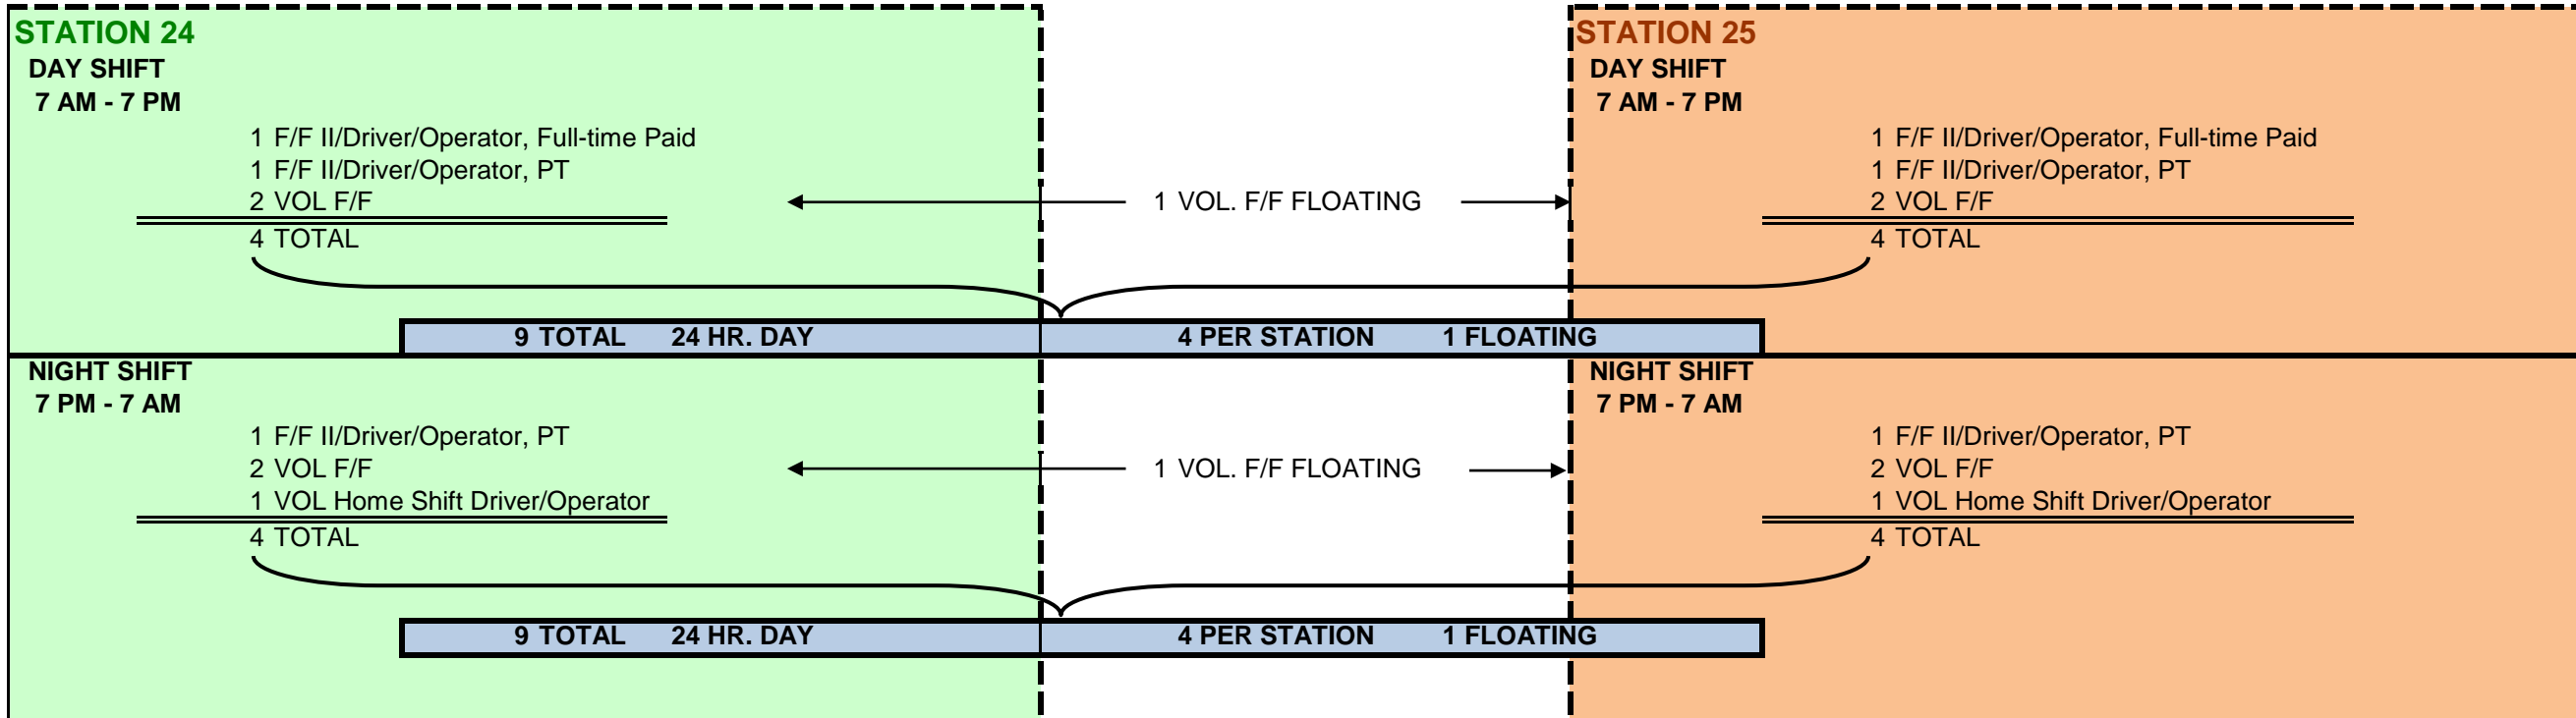 STATION 24
DAY SHIFT
7 AM - 7 PM
1 F/F II/Driver/Operator, Full-time Paid
1 F/F II/Driver/Operator, PT
2 VOL F/F
4 TOTAL
1 VOL. F/F FLOATING
STATION 25
DAY SHIFT
7 AM - 7 PM
1 F/F II/Driver/Operator, Full-time Paid
1 F/F II/Driver/Operator, PT
2 VOL F/F
4 TOTAL
9 TOTAL 24 HR. DAY 4 PER STATION 1 FLOATING
NIGHT SHIFT
7 PM - 7 AM
1 F/F II/Driver/Operator, PT
2 VOL F/F
1 VOL Home Shift Driver/Operator
4 TOTAL
1 VOL. F/F FLOATING
NIGHT SHIFT
7 PM - 7 AM
1 F/F II/Driver/Operator, PT
2 VOL F/F
1 VOL Home Shift Driver/Operator
4 TOTAL
9 TOTAL 24 HR. DAY 4 PER STATION 1 FLOATING